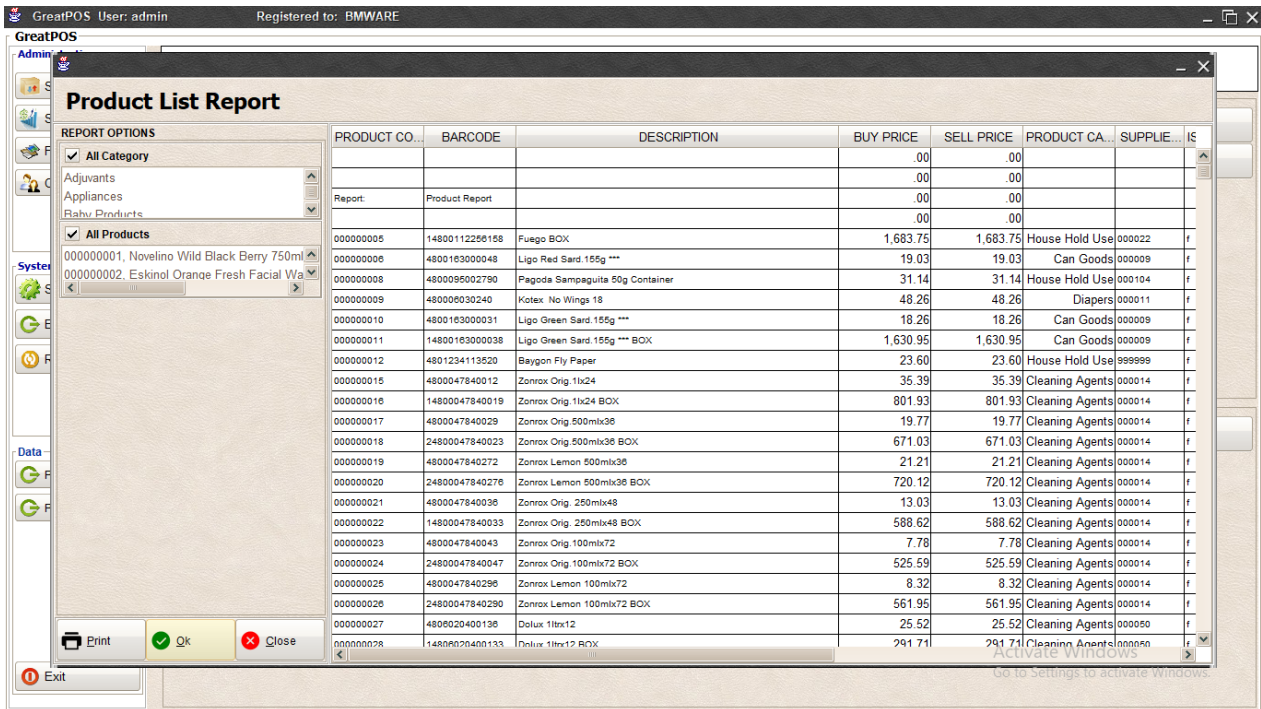 GreatPOS User: admin Registered to: BMWARE
GreatPOS
Product List Report
REPORT OPTIONS
All Category
Adjuvants
Appliances
Baby Products
All Products
000000001, Novelino Wild Black Berry 750ml
000000002, Eskinol Orange Fresh Facial Wa
PRODUCT CO... BARCODE DESCRIPTION BUY PRICE SELL PRICE PRODUCT CA... SUPPLIE... IS
.00 .00
.00 .00
Report: Product Report .00 .00
.00 .00
000000005 14800112256158 Fuego BOX 1,683.75 1,683.75 House Hold Use 000022 f
000000006 4800163000048 Ligo Red Sard.155g *** 19.03 19.03 Can Goods 000009 f
000000008 4800095002790 Pagoda Sampaguita 50g Container 31.14 31.14 House Hold Use 000104 f
000000009 480006030240 Kotex No Wings 18 48.26 48.26 Diapers 000011 f
000000010 4800163000031 Ligo Green Sard.155g *** 18.26 18.26 Can Goods 000009 f
000000011 14800163000038 Ligo Green Sard.155g *** BOX 1,630.95 1,630.95 Can Goods 000009 f
000000012 4801234113520 Baygon Fly Paper 23.60 23.60 House Hold Use 999999 f
000000015 4800047840012 Zonrox Orig.1lx24 35.39 35.39 Cleaning Agents 000014 f
000000016 14800047840019 Zonrox Orig.1lx24 BOX 801.93 801.93 Cleaning Agents 000014 f
000000017 4800047840029 Zonrox Orig.500mlx36 19.77 19.77 Cleaning Agents 000014 f
000000018 24800047840023 Zonrox Orig.500mlx36 BOX 671.03 671.03 Cleaning Agents 000014 f
000000019 4800047840272 Zonrox Lemon 500mlx36 21.21 21.21 Cleaning Agents 000014 f
000000020 24800047840276 Zonrox Lemon 500mlx36 BOX 720.12 720.12 Cleaning Agents 000014 f
000000021 4800047840036 Zonrox Orig. 250mlx48 13.03 13.03 Cleaning Agents 000014 f
000000022 14800047840033 Zonrox Orig. 250mlx48 BOX 588.62 588.62 Cleaning Agents 000014 f
000000023 4800047840043 Zonrox Orig.100mlx72 7.78 7.78 Cleaning Agents 000014 f
000000024 24800047840047 Zonrox Orig.100mlx72 BOX 525.59 525.59 Cleaning Agents 000014 f
000000025 4800047840296 Zonrox Lemon 100mlx72 8.32 8.32 Cleaning Agents 000014 f
000000026 24800047840290 Zonrox Lemon 100mlx72 BOX 561.95 561.95 Cleaning Agents 000014 f
000000027 4806020400136 Dolux 1ltrx12 25.52 25.52 Cleaning Agents 000050 f
000000028 14806020400133 Dolux 1ltrx12 BOX 291.71 291.71 Cleaning Agents 000050 f
Print Ok Close
Activate Windows
Go to Settings to activate Windows.
Data
Exit